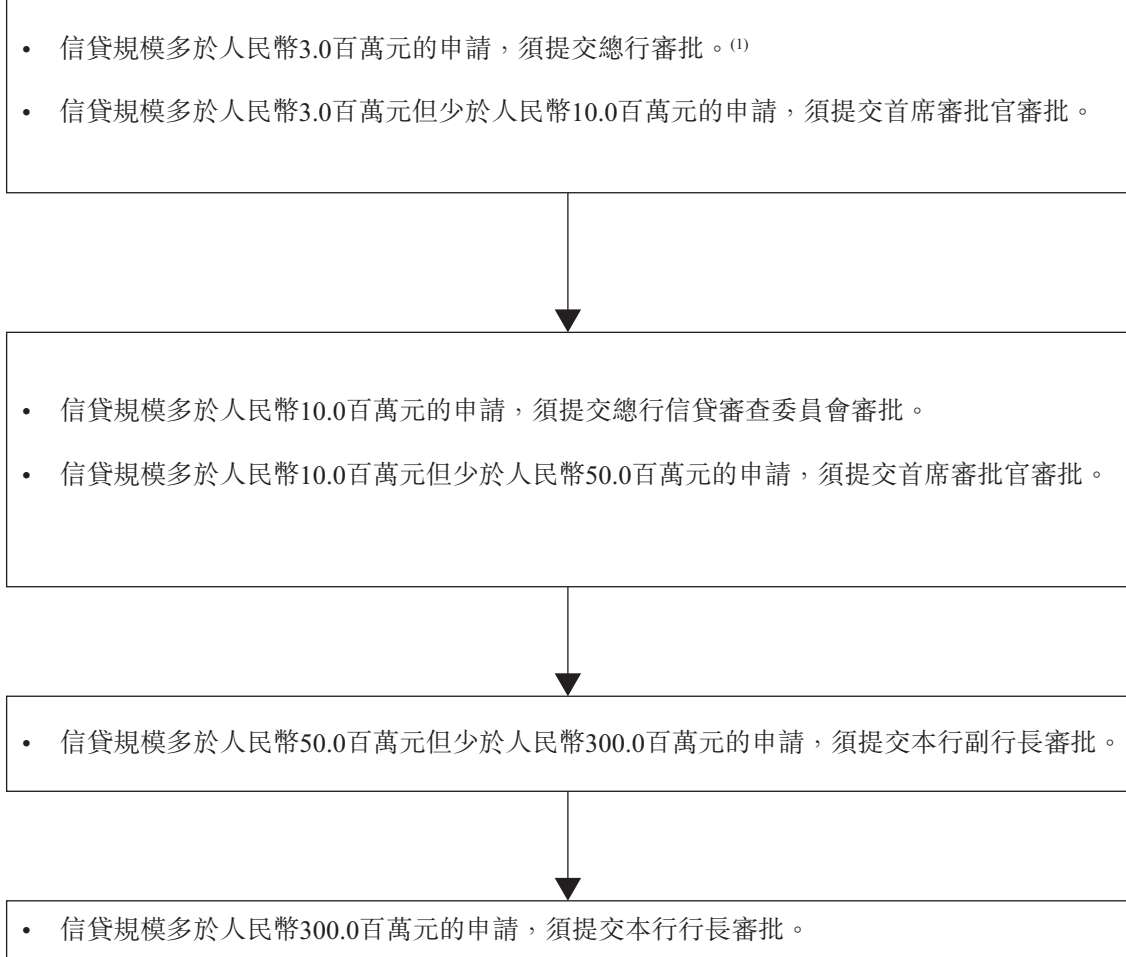 • 信貸規模多於人民幣3.0百萬元的申請，須提交總行審批。(1)
• 信貸規模多於人民幣3.0百萬元但少於人民幣10.0百萬元的申請，須提交首席審批官審批。
• 信貸規模多於人民幣10.0百萬元的申請，須提交總行信貸審查委員會審批。
• 信貸規模多於人民幣10.0百萬元但少於人民幣50.0百萬元的申請，須提交首席審批官審批。
• 信貸規模多於人民幣50.0百萬元但少於人民幣300.0百萬元的申請，須提交本行副行長審批。
• 信貸規模多於人民幣300.0百萬元的申請，須提交本行行長審批。